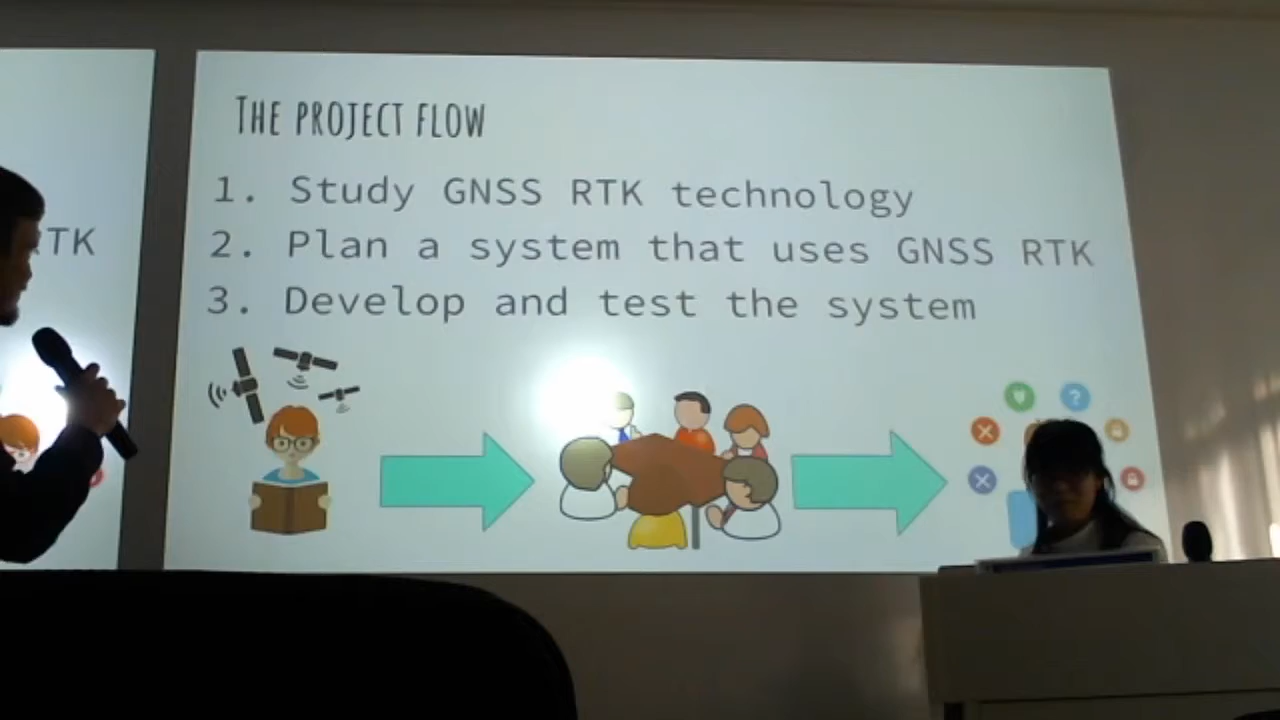 THE PROJECT FLOW
1. Study GNSS RTK technology
2. Plan a system that uses GNSS RTK
3. Develop and test the system
TK
?